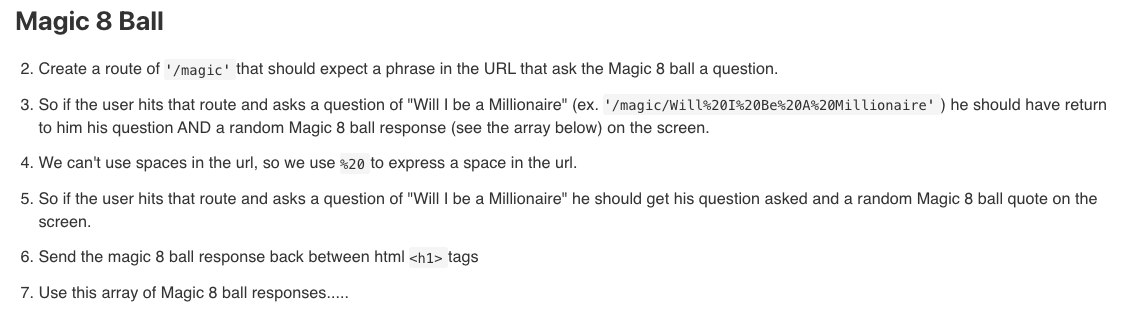 Magic 8 Ball
2. Create a route of '/magic' that should expect a phrase in the URL that ask the Magic 8 ball a question.
3. So if the user hits that route and asks a question of "Will I be a Millionaire" (ex. '/magic/Will%20I%20Be%20A%20Millionaire' ) he should have return
to him his question AND a random Magic 8 ball response (see the array below) on the screen.
4. We can't use spaces in the url, so we use %20 to express a space in the url.
5. So if the user hits that route and asks a question of "Will I be a Millionaire" he should get his question asked and a random Magic 8 ball quote on the
screen.
6. Send the magic 8 ball response back between html <h1> tags
7. Use this array of Magic 8 ball responses.....